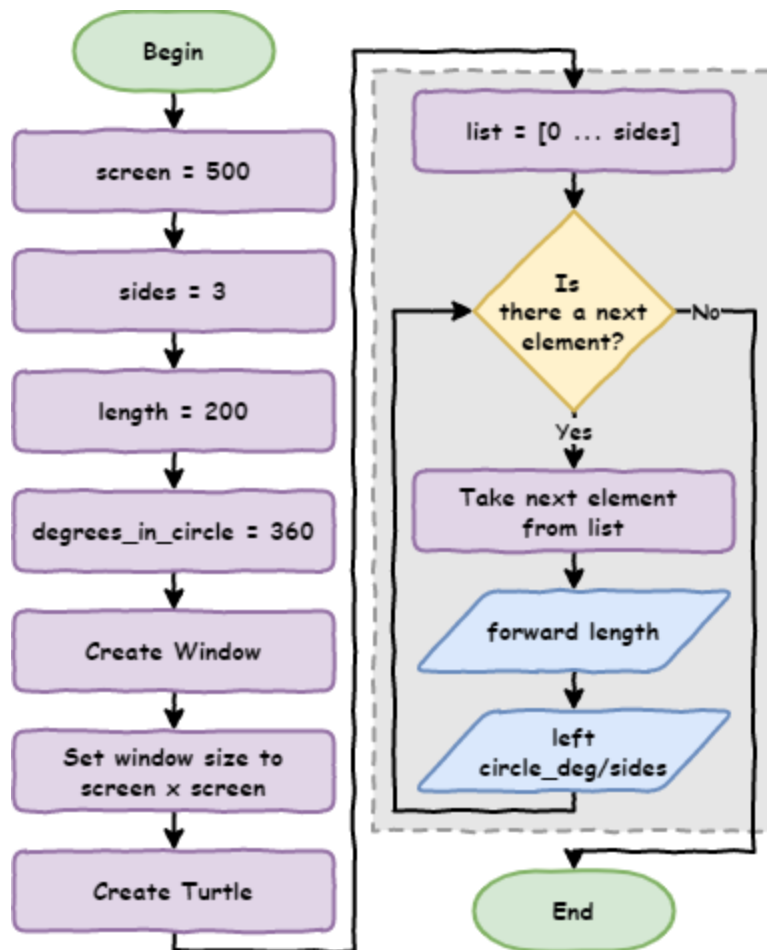 Begin
screen = 500
sides = 3
length = 200
degrees_in_circle = 360
Create Window
Set window size to
screen x screen
Create Turtle
list = [0 ... sides]
Is
there a next
element?
No
Yes
Take next element
from list
forward length
left
circle_deg/sides
End